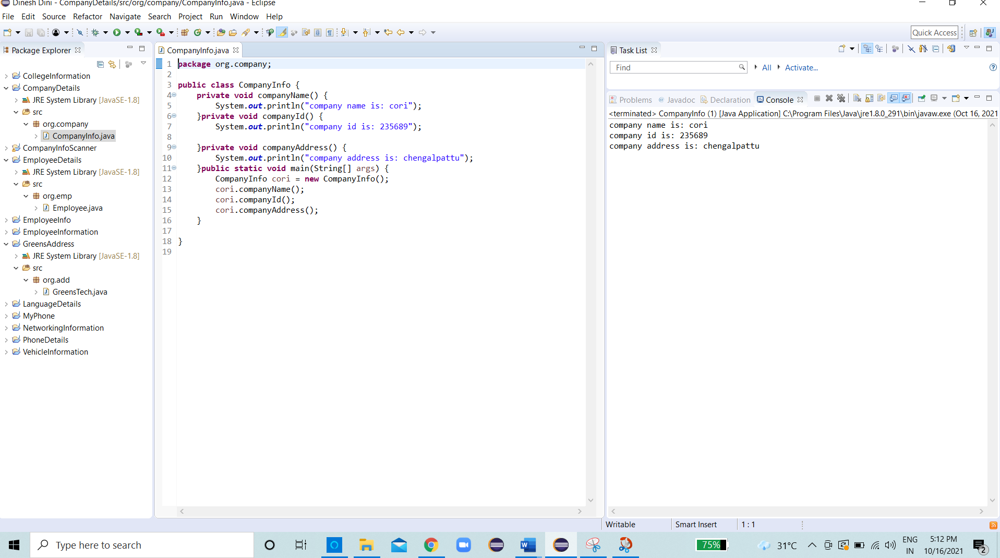 Dinesh Dini - CompanyDetails/src/org/company/CompanyInfo.java - Eclipse
File Edit Source Refactor Navigate Search Project Run Window Help
Quick Access
Package Explorer
CollegeInformation
CompanyDetails
JRE System Library [JavaSE-1.8]
src
org.company
CompanyInfo.java
CompanyInfoScanner
EmployeeDetails
JRE System Library [JavaSE-1.8]
src
org.emp
Employee.java
EmployeeInfo
EmployeeInformation
GreensAddress
JRE System Library [JavaSE-1.8]
src
org.add
GreensTech.java
LanguageDetails
MyPhone
NetworkingInformation
PhoneDetails
VehicleInformation
CompanyInfo.java
1 package org.company;
2
3 public class CompanyInfo {
4     private void companyName() {
5         System.out.println("company name is: cori");
6     }private void companyId() {
7         System.out.println("company id is: 235689");
8
9     }private void companyAddress() {
10         System.out.println("company address is: chengalpattu");
11     }public static void main(String[] args) {
12         CompanyInfo cori = new CompanyInfo();
13         cori.companyName();
14         cori.companyId();
15         cori.companyAddress();
16     }
17
18 }
19
Task List
Find All Activate...
Problems @ Javadoc Declaration Console
<terminated> CompanyInfo (1) [Java Application] C:\Program Files\Java\jre1.8.0_291\bin\javaw.exe (Oct 16, 2021
company name is: cori
company id is: 235689
company address is: chengalpattu
Writable Smart Insert 1 : 1
Type here to search
75%
31°C
ENG
IN
5:12 PM
10/16/2021
2